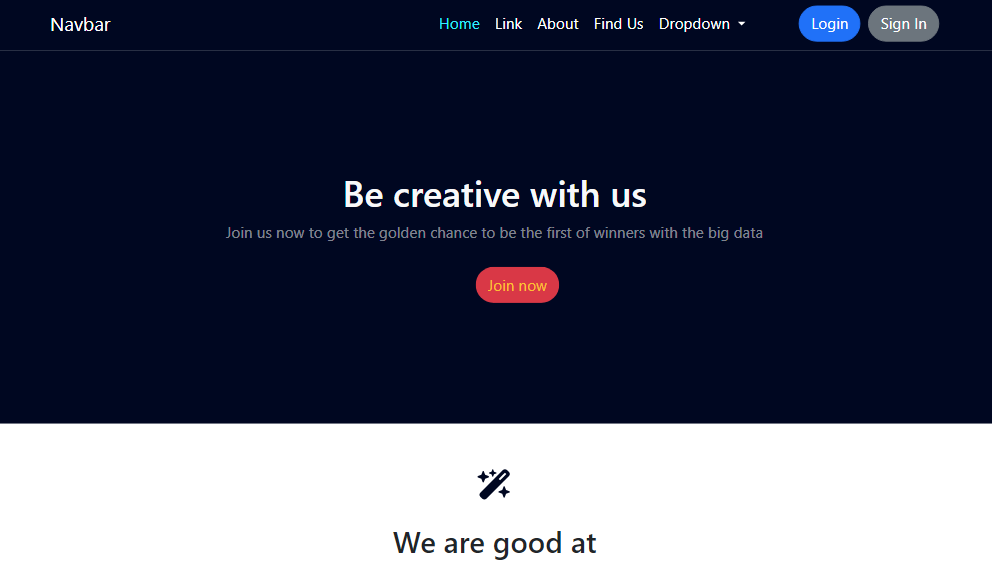 Navbar Home Link About Find Us Dropdown Login Sign In
Be creative with us
Join us now to get the golden chance to be the first of winners with the big data
Join now
We are good at